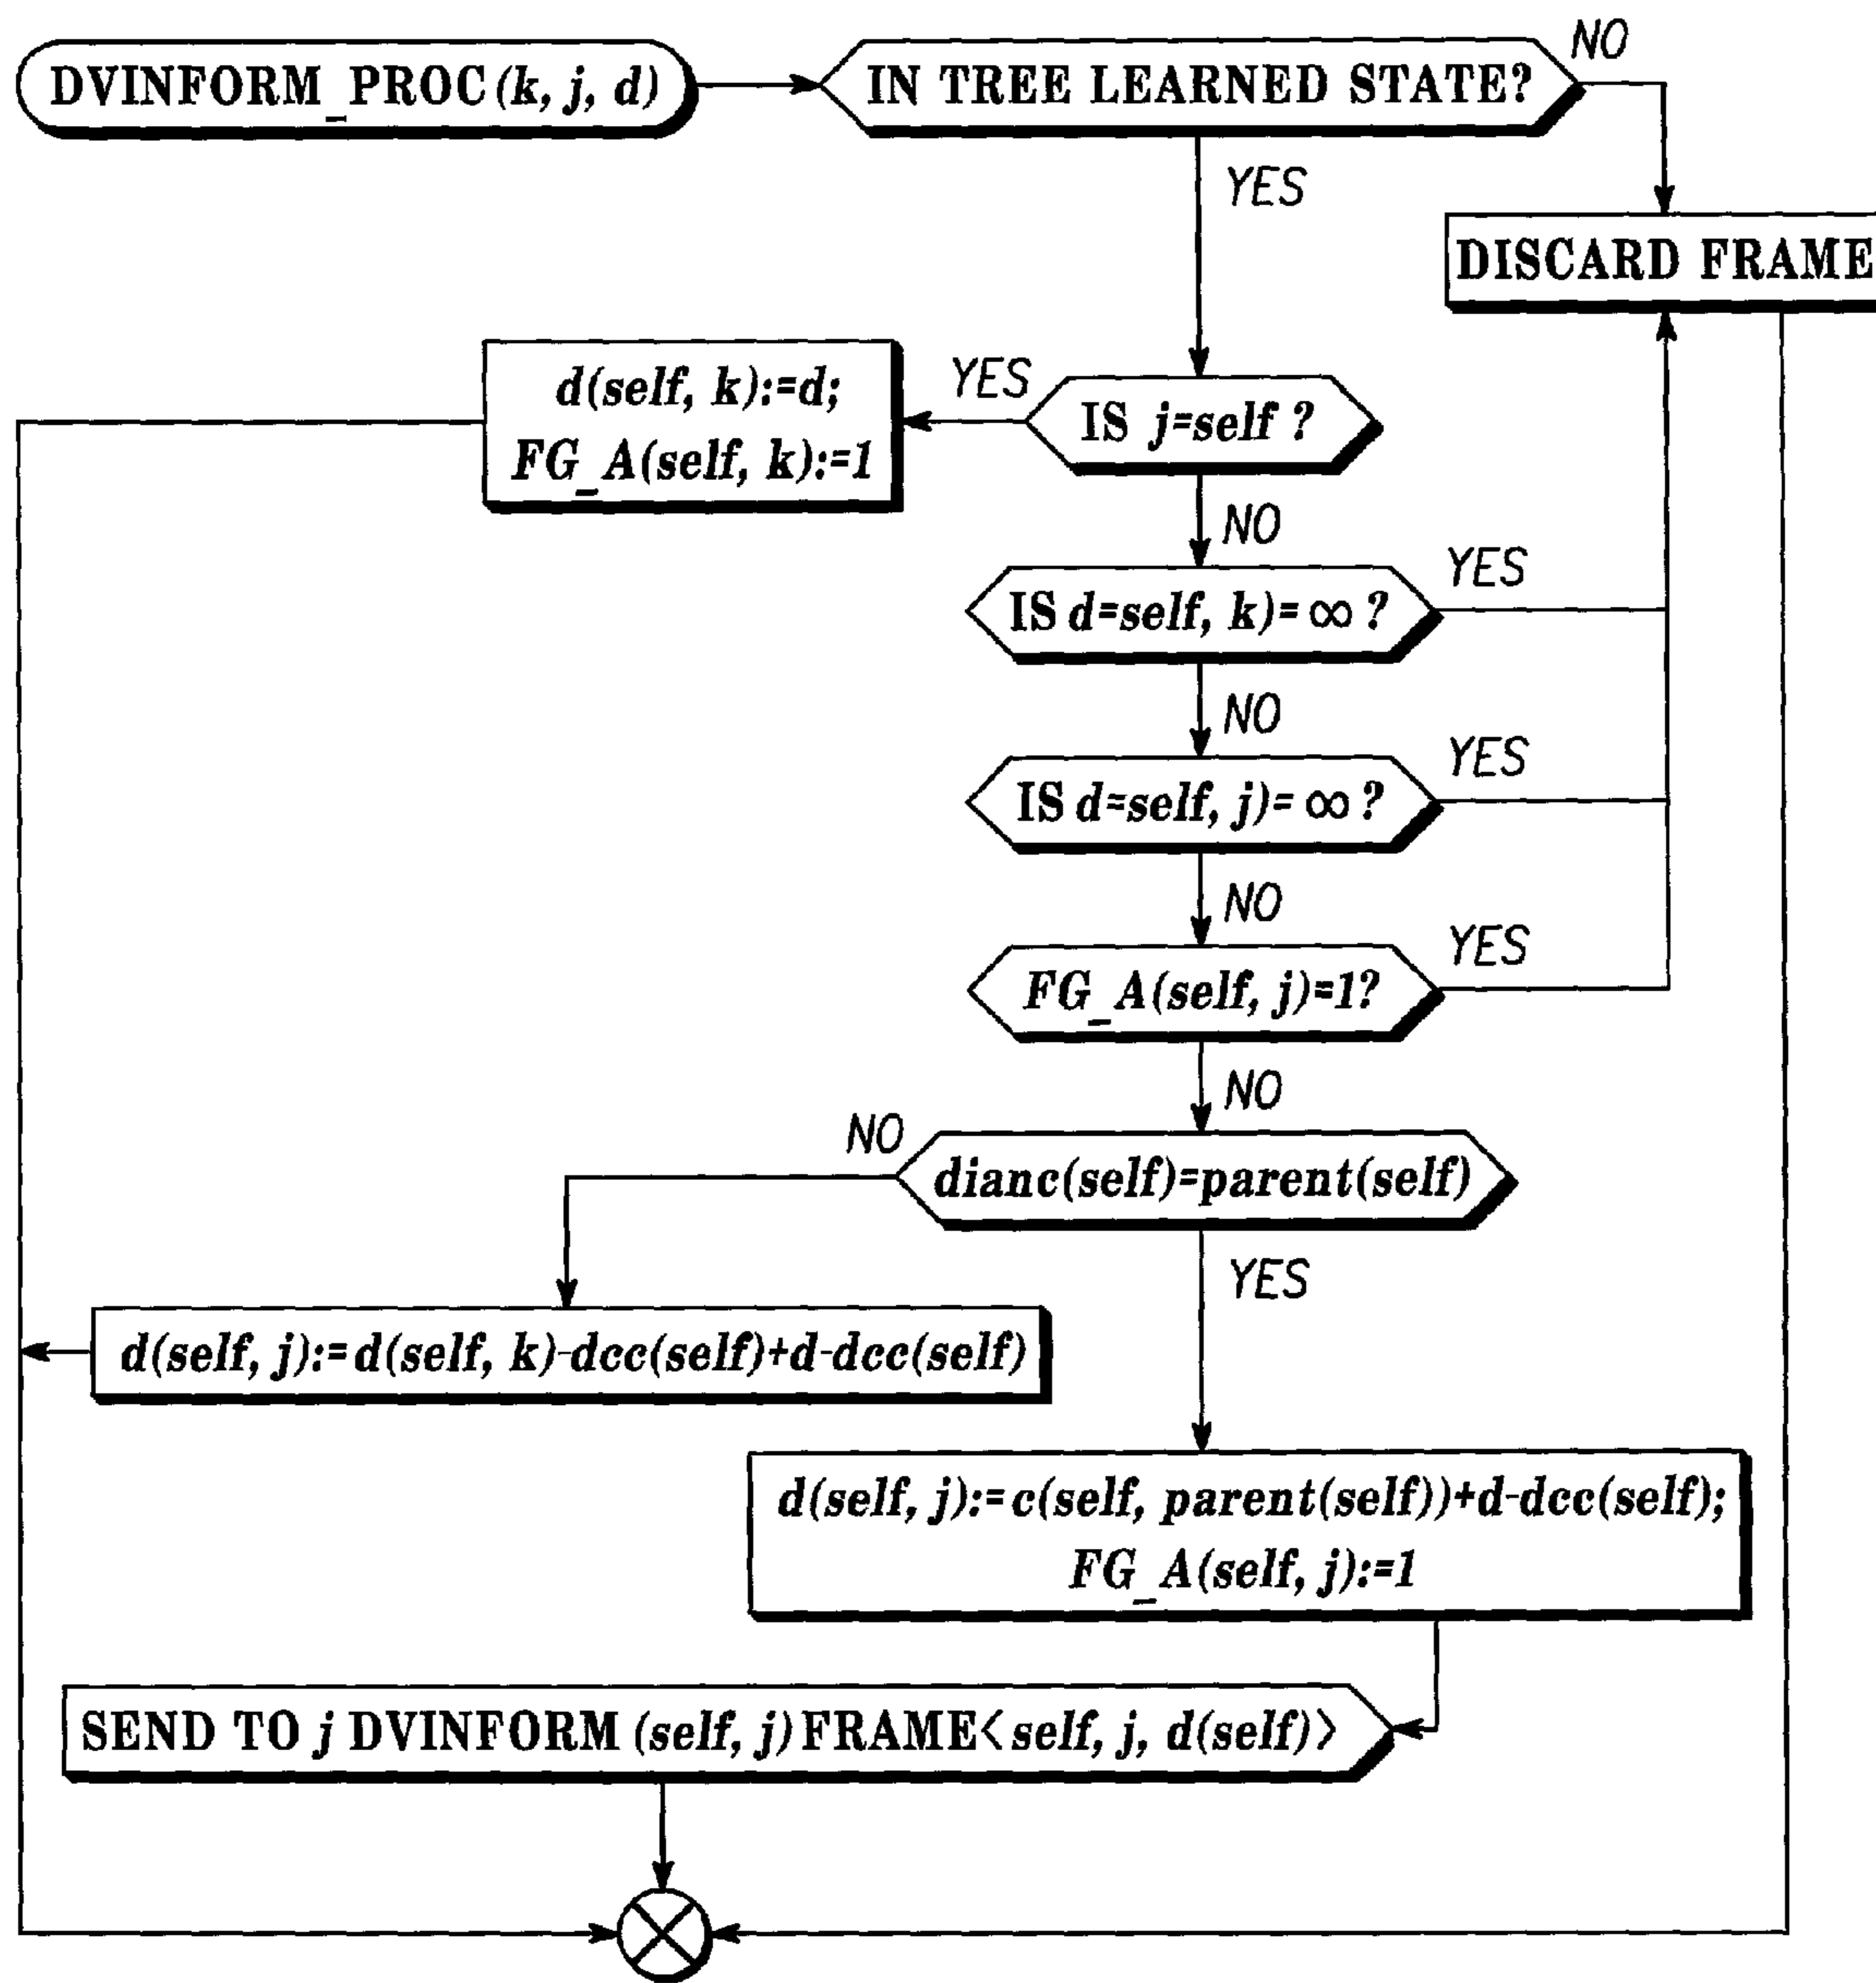 DVINFORM_PROC(k, j, d)
IN TREE LEARNED STATE?
NO
YES
DISCARD FRAME
d(self, k):=d;
FG_A(self, k):=1
YES
IS j=self ?
NO
IS d=self, k)=∞ ?
YES
NO
IS d=self, j)=∞ ?
YES
NO
FG_A(self, j)=1?
YES
NO
NO
dianc(self)=parent(self)
YES
d(self, j):=d(self, k)-dcc(self)+d-dcc(self)
d(self, j):=c(self, parent(self))+d-dcc(self);
FG_A(self, j):=1
SEND TO j DVINFORM (self, j) FRAME<self, j, d(self)>